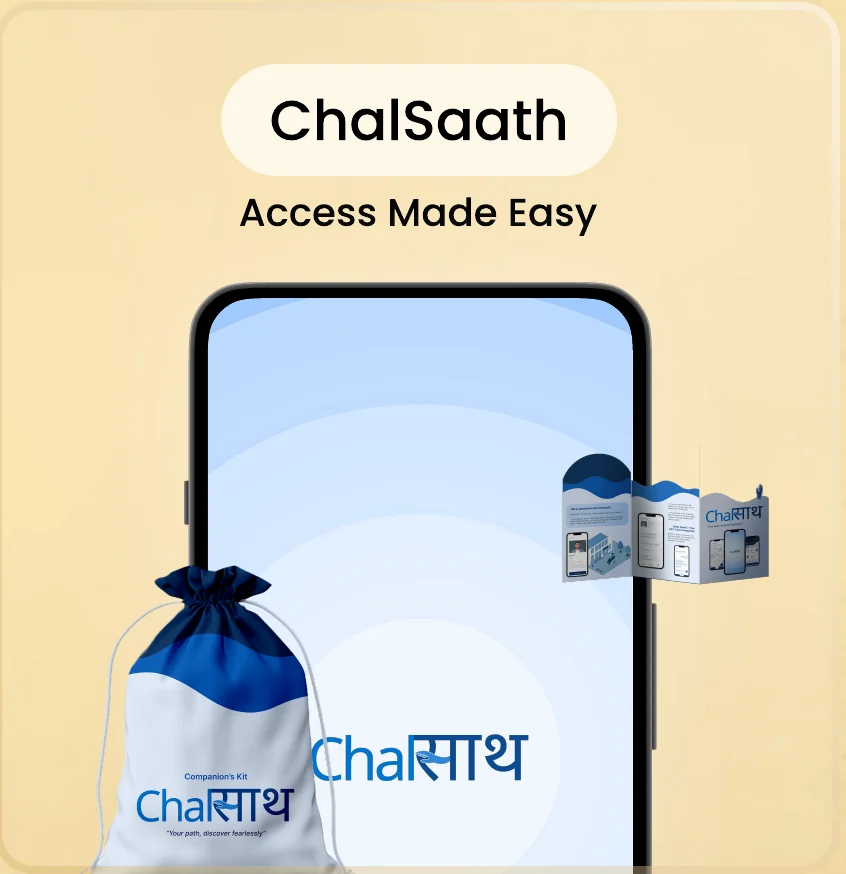 ChalSaath
Access Made Easy
Chalसाथ
Chalसाथ
Companion's Kit
Chalसाथ
"Your path, discover fearlessly"